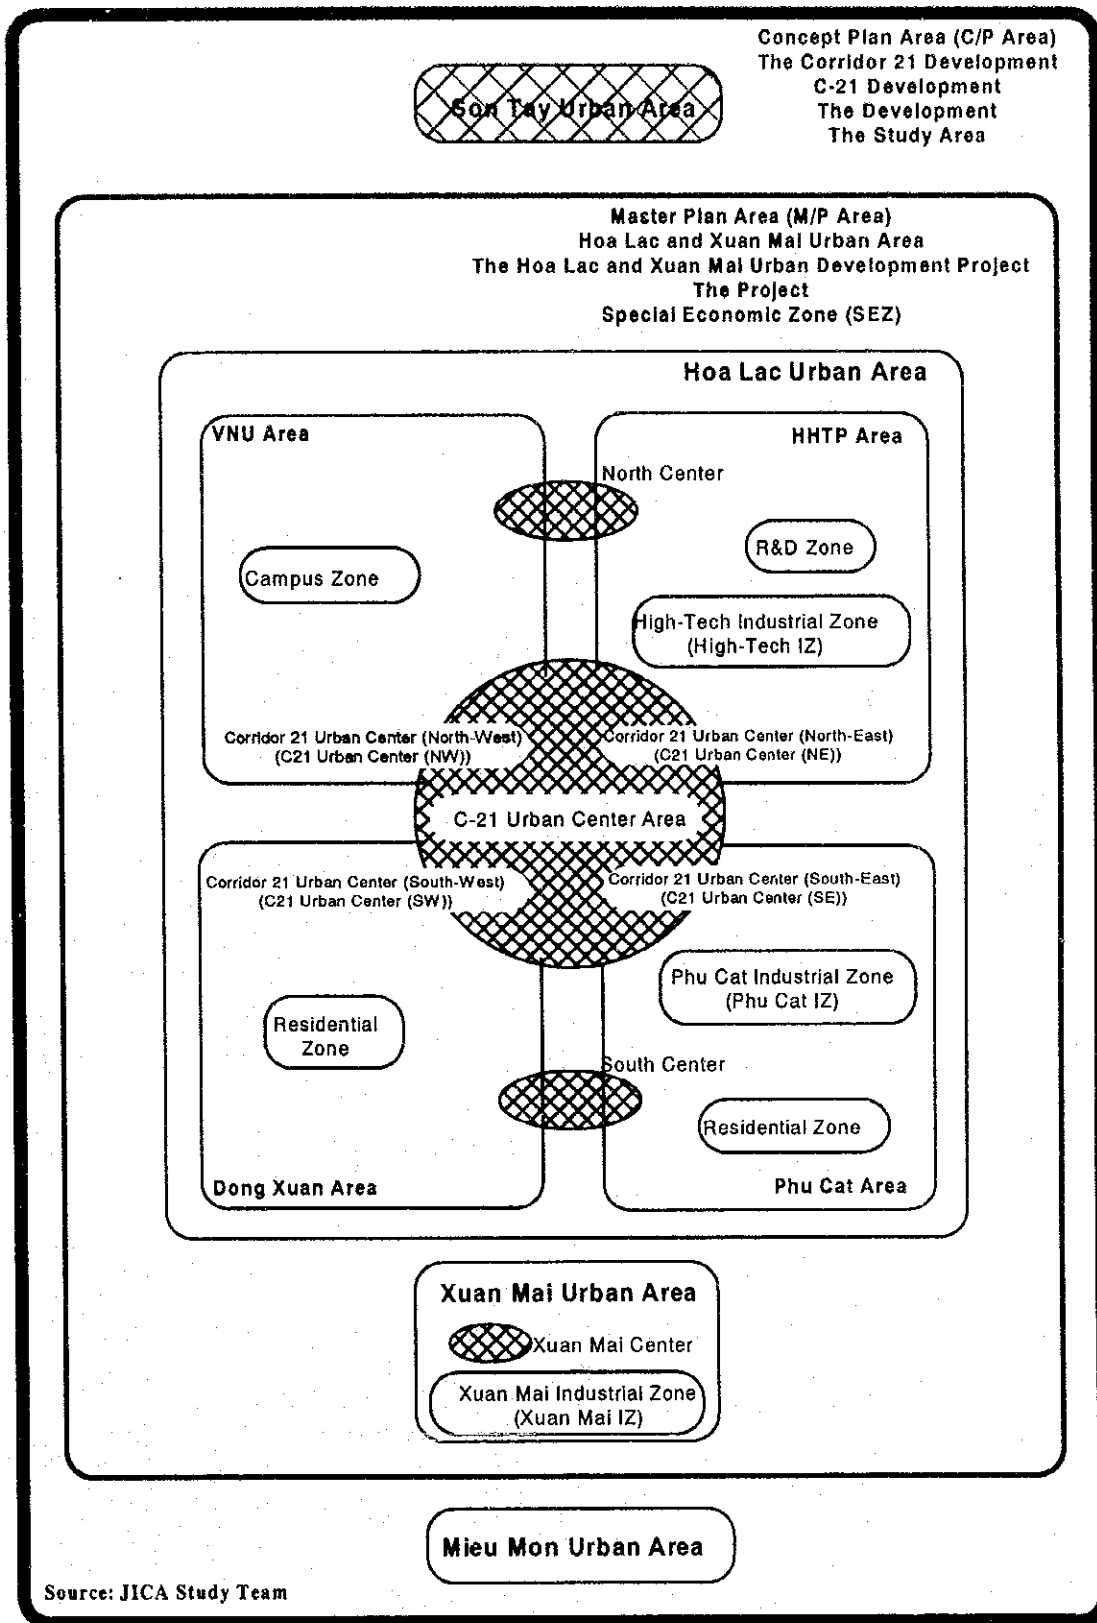 Concept Plan Area (C/P Area)
The Corridor 21 Development
C-21 Development
The Development
The Study Area
Son Tay Urban Area
Master Plan Area (M/P Area)
Hoa Lac and Xuan Mai Urban Area
The Hoa Lac and Xuan Mai Urban Development Project
The Project
Special Economic Zone (SEZ)
Hoa Lac Urban Area
VNU Area
HHTP Area
North Center
R&D Zone
Campus Zone
High-Tech Industrial Zone
(High-Tech IZ)
Corridor 21 Urban Center (North-West)
(C21 Urban Center (NW))
Corridor 21 Urban Center (North-East)
(C21 Urban Center (NE))
C-21 Urban Center Area
Corridor 21 Urban Center (South-West)
(C21 Urban Center (SW))
Corridor 21 Urban Center (South-East)
(C21 Urban Center (SE))
Phu Cat Industrial Zone
(Phu Cat IZ)
Residential
Zone
South Center
Residential Zone
Dong Xuan Area
Phu Cat Area
Xuan Mai Urban Area
Xuan Mai Center
Xuan Mai Industrial Zone
(Xuan Mai IZ)
Mieu Mon Urban Area
Source: JICA Study Team